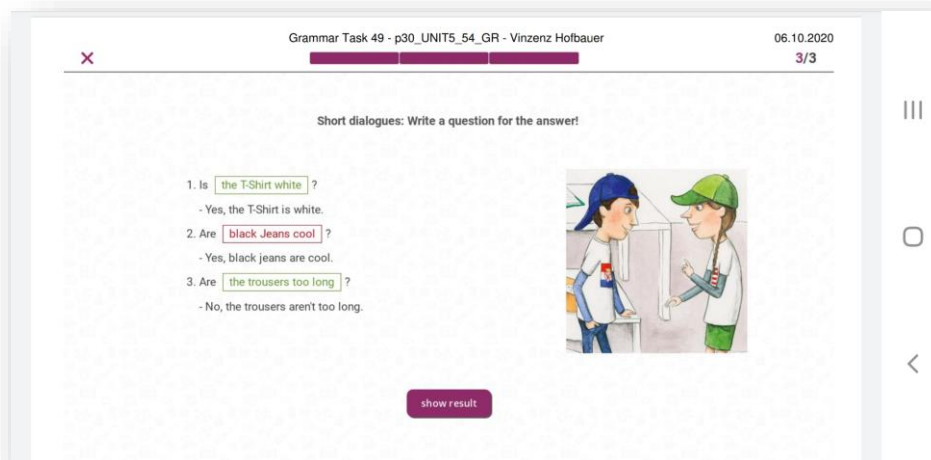 Grammar Task 49 - p30_UNIT5_54_GR - Vinzenz Hofbauer 06.10.2020
3/3
Short dialogues: Write a question for the answer!
1. Is the T-Shirt white ?
- Yes, the T-Shirt is white.
2. Are black Jeans cool ?
- Yes, black jeans are cool.
3. Are the trousers too long ?
- No, the trousers aren't too long.
show result